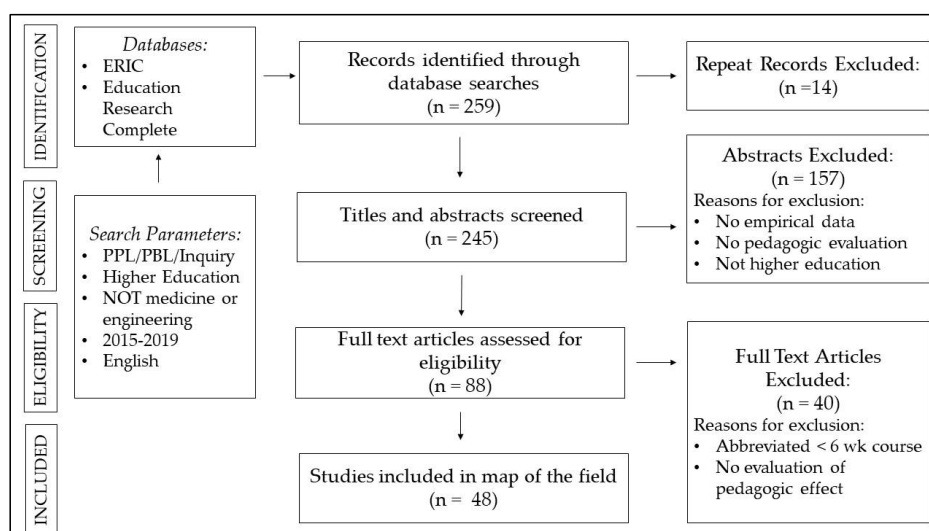 IDENTIFICATION
Databases:
• ERIC
• Education
Research
Complete
Records identified through
database searches
(n = 259)
Repeat Records Excluded:
(n =14)
SCREENING
Search Parameters:
• PPL/PBL/Inquiry
• Higher Education
• NOT medicine or
engineering
• 2015-2019
• English
Titles and abstracts screened
(n = 245)
Abstracts Excluded:
(n = 157)
Reasons for exclusion:
• No empirical data
• No pedagogic evaluation
• Not higher education
ELIGIBILITY
Full text articles assessed for
eligibility
(n = 88)
Full Text Articles
Excluded:
(n = 40)
Reasons for exclusion:
• Abbreviated < 6 wk course
• No evaluation of
pedagogic effect
INCLUDED
Studies included in map of the field
(n = 48)